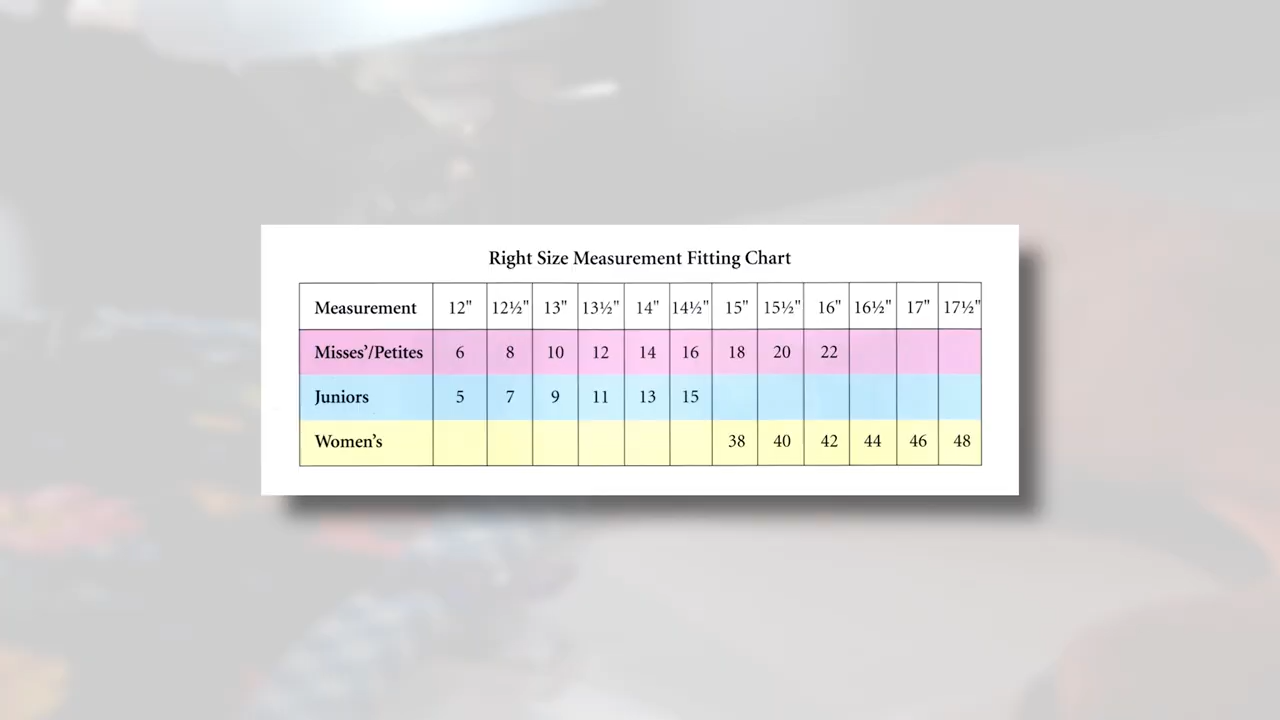 Right Size Measurement Fitting Chart
Measurement 12" 12½" 13" 13½" 14" 14½" 15" 15½" 16" 16½" 17" 17½"
Misses'/Petites 6 8 10 12 14 16 18 20 22
Juniors 5 7 9 11 13 15
Women's 38 40 42 44 46 48